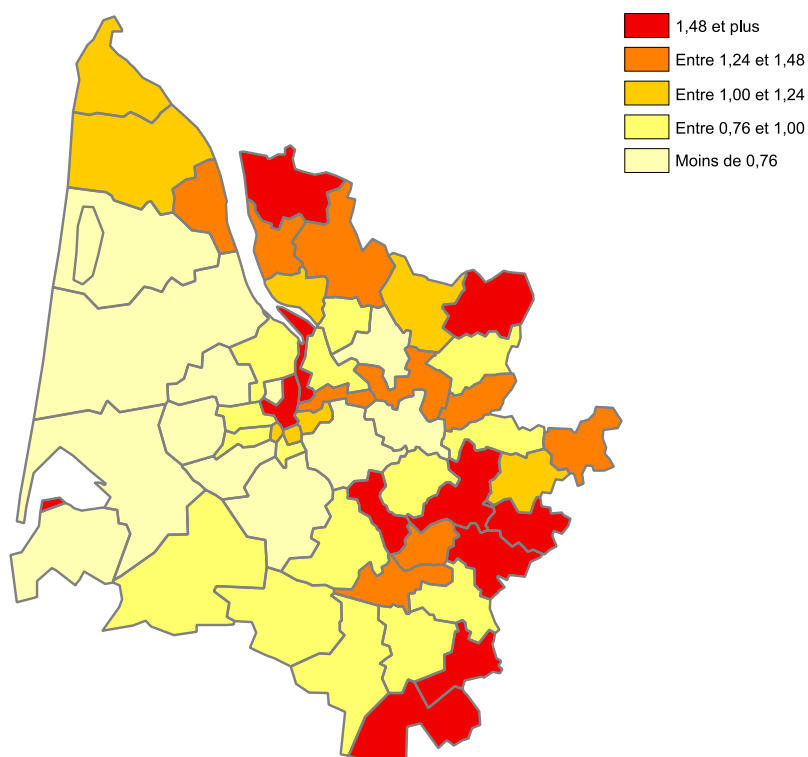 1,48 et plus
Entre 1,24 et 1,48
Entre 1,00 et 1,24
Entre 0,76 et 1,00
Moins de 0,76